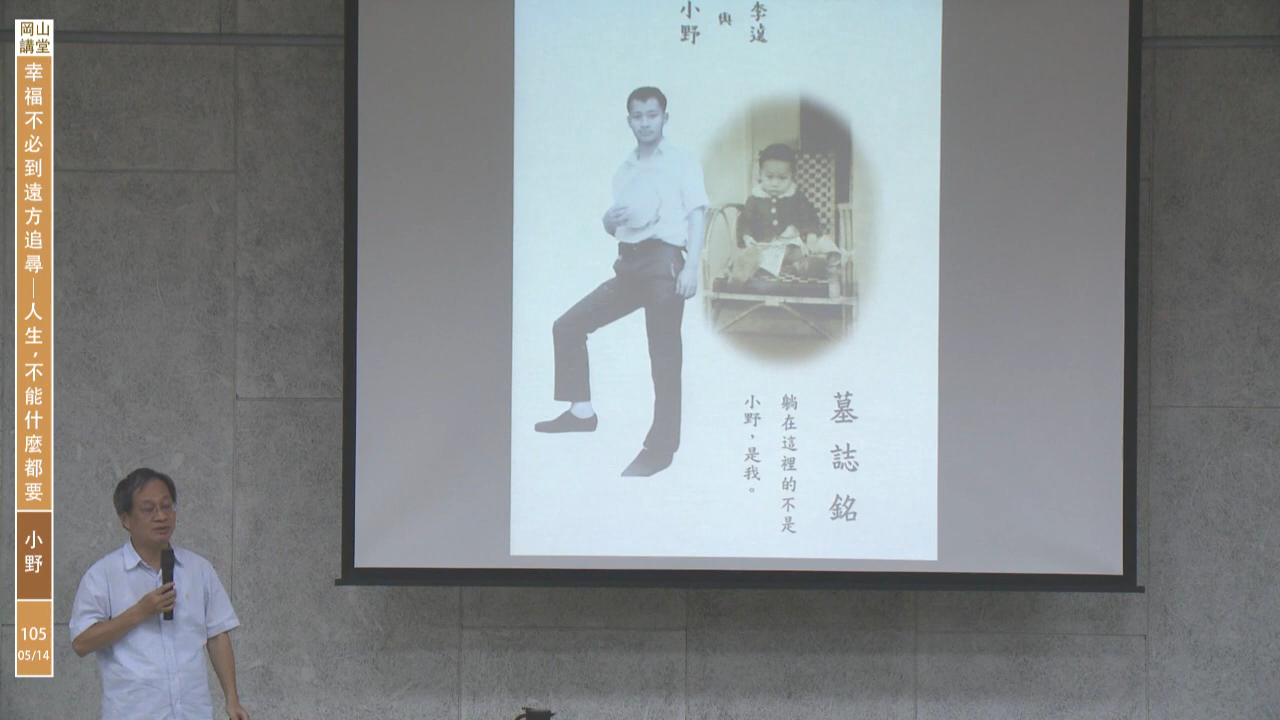 岡山
講堂
幸福不必到遠方追尋—人生，不能什麼都要
小野
105
05/14
李遠
與
小野
墓誌銘
躺在這裡的不是
小野，是我。